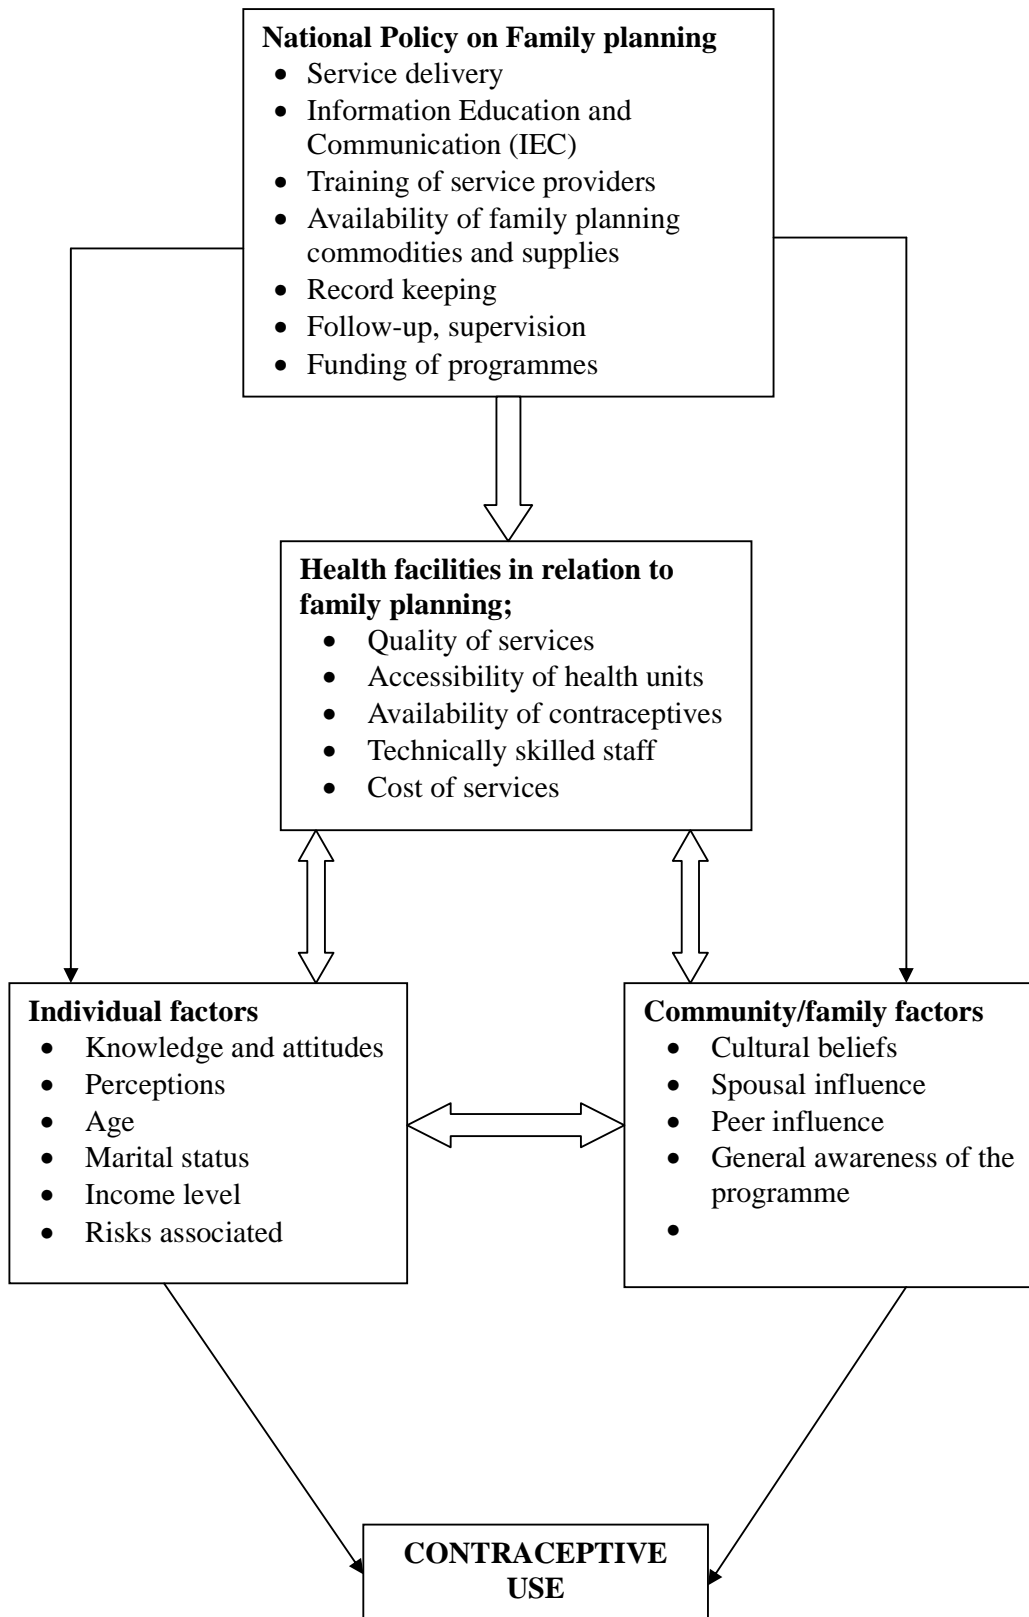 National Policy on Family planning
• Service delivery
• Information Education and
Communication (IEC)
• Training of service providers
• Availability of family planning
commodities and supplies
• Record keeping
• Follow-up, supervision
• Funding of programmes
Health facilities in relation to
family planning;
• Quality of services
• Accessibility of health units
• Availability of contraceptives
• Technically skilled staff
• Cost of services
Individual factors
• Knowledge and attitudes
• Perceptions
• Age
• Marital status
• Income level
• Risks associated
Community/family factors
• Cultural beliefs
• Spousal influence
• Peer influence
• General awareness of the
programme
•
CONTRACEPTIVE
USE